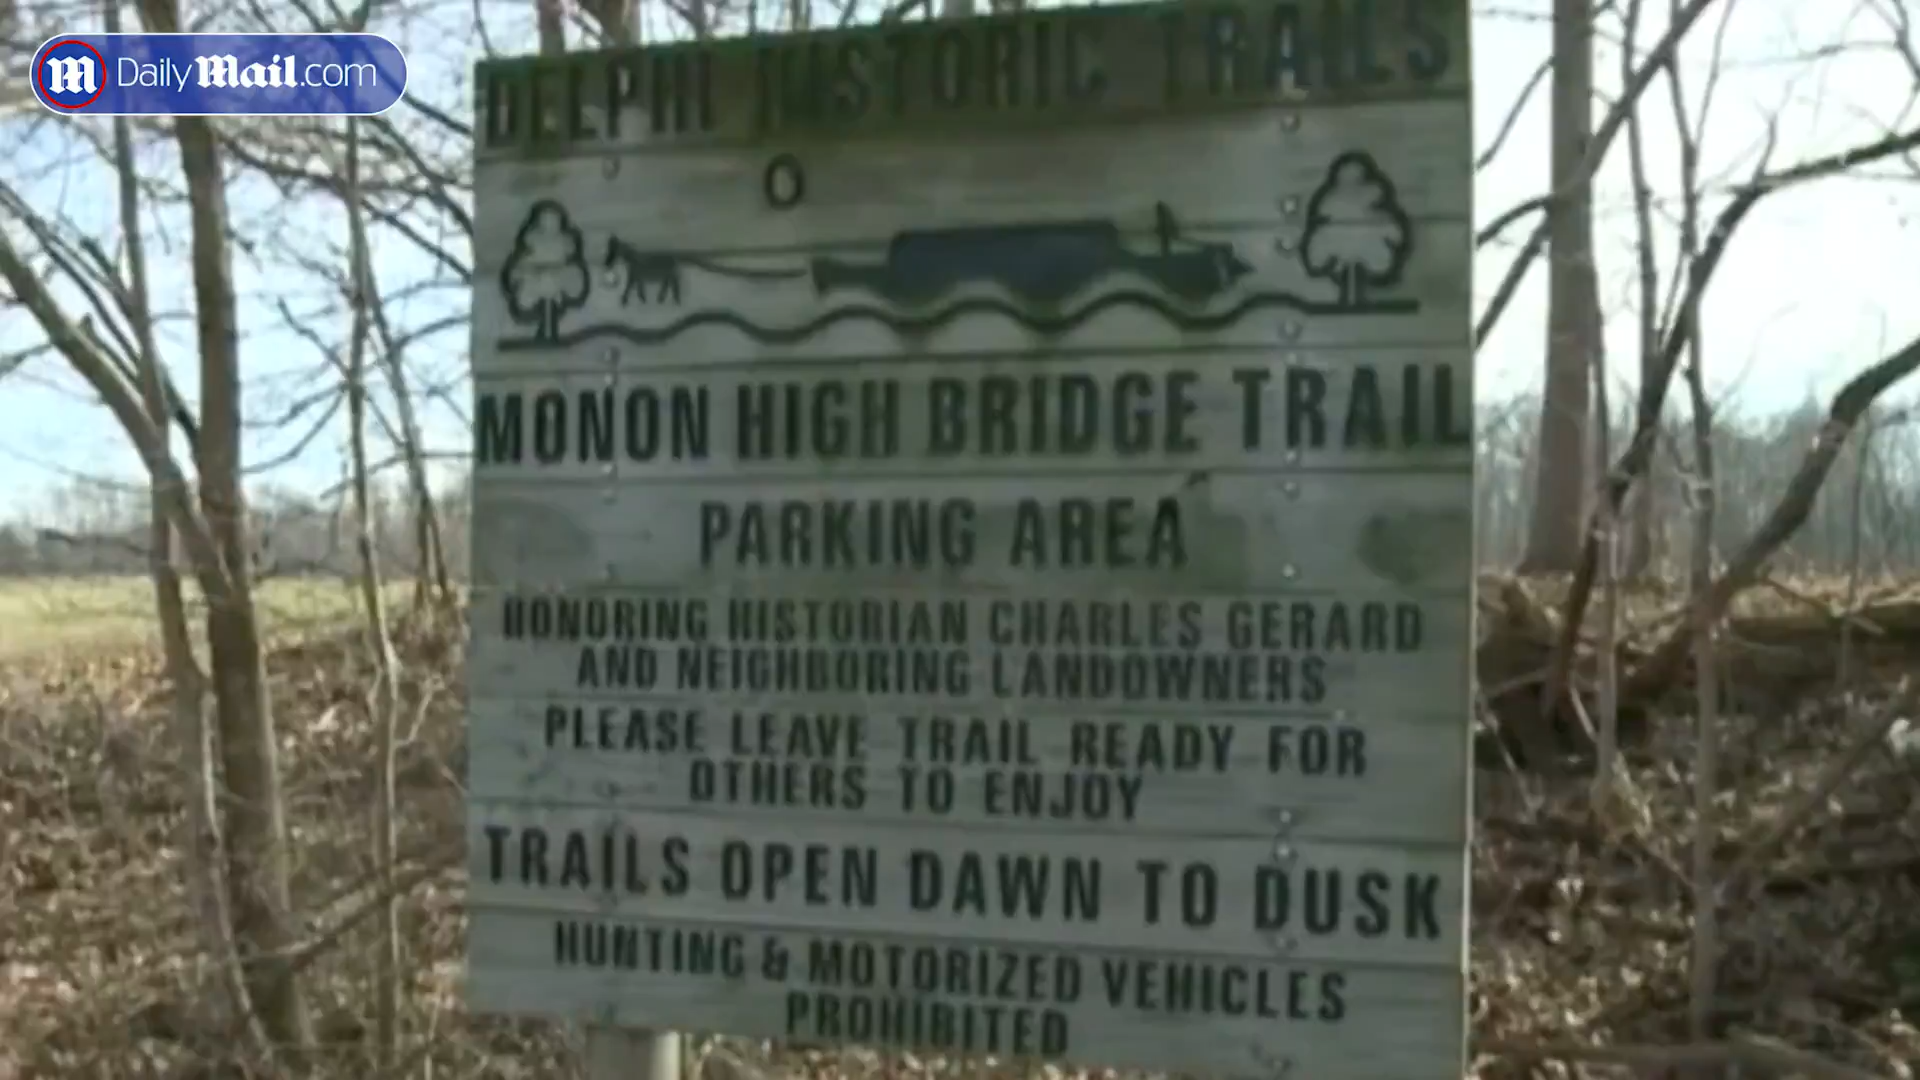 M DailyMail.com
DELPHI HISTORIC TRAILS
MONON HIGH BRIDGE TRAIL
PARKING AREA
HONORING HISTORIAN CHARLES GERARD
AND NEIGHBORING LANDOWNERS
PLEASE LEAVE TRAIL READY FOR
OTHERS TO ENJOY
TRAILS OPEN DAWN TO DUSK
HUNTING & MOTORIZED VEHICLES
PROHIBITED